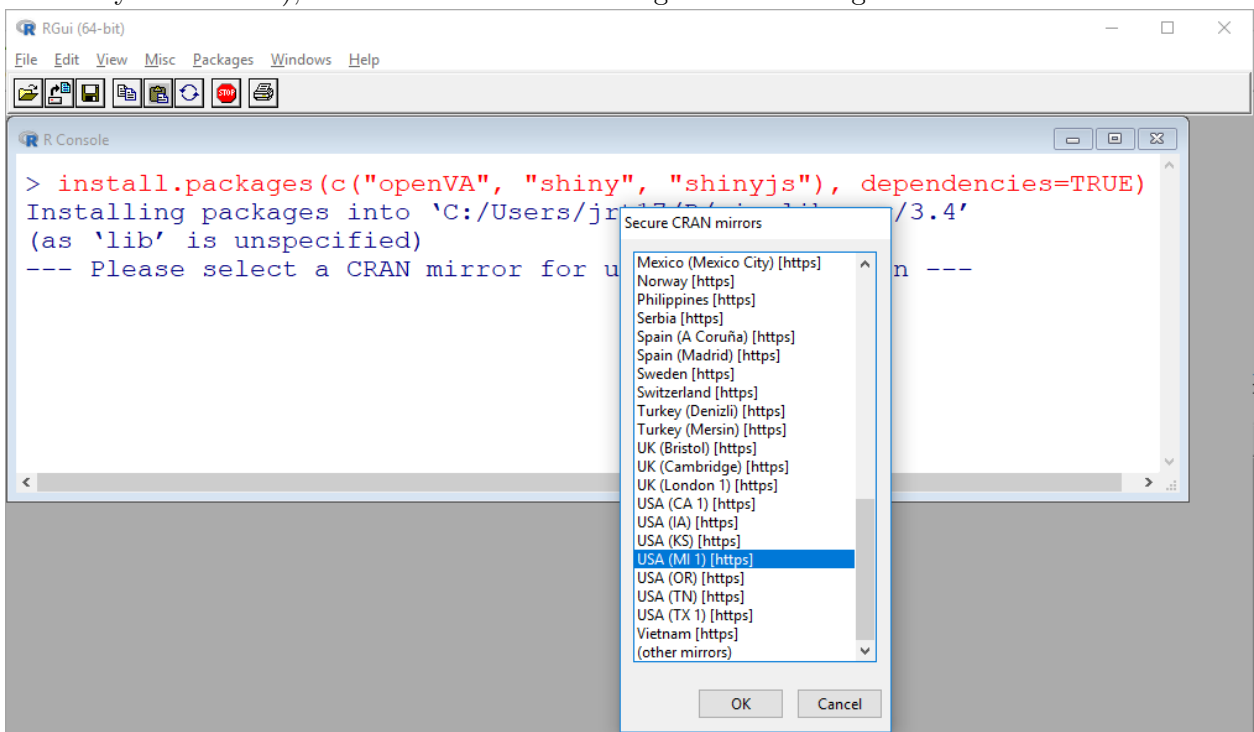 RGui (64-bit)
File Edit View Misc Packages Windows Help
STOP
R Console
> install.packages(c("openVA", "shiny", "shinyjs"), dependencies=TRUE)
Installing packages into ‘C:/Users/jr /3.4’
(as ‘lib’ is unspecified)
--- Please select a CRAN mirror for u n ---
Secure CRAN mirrors
Mexico (Mexico City) [https]
Norway [https]
Philippines [https]
Serbia [https]
Spain (A Coruña) [https]
Spain (Madrid) [https]
Sweden [https]
Switzerland [https]
Turkey (Denizli) [https]
Turkey (Mersin) [https]
UK (Bristol) [https]
UK (Cambridge) [https]
UK (London 1) [https]
USA (CA 1) [https]
USA (IA) [https]
USA (KS) [https]
USA (MI 1) [https]
USA (OR) [https]
USA (TN) [https]
USA (TX 1) [https]
Vietnam [https]
(other mirrors)
OK Cancel